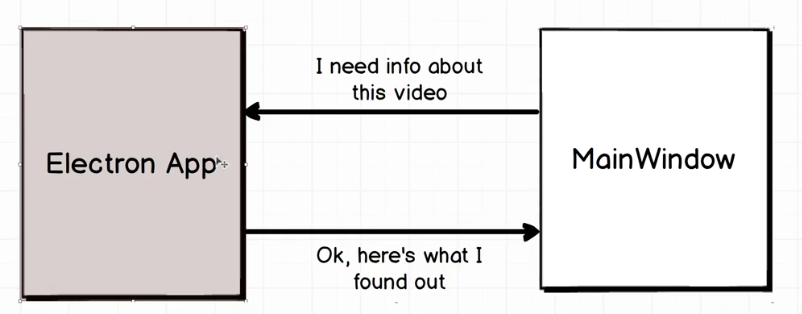 I need info about
this video
Electron App
MainWindow
Ok, here's what I
found out